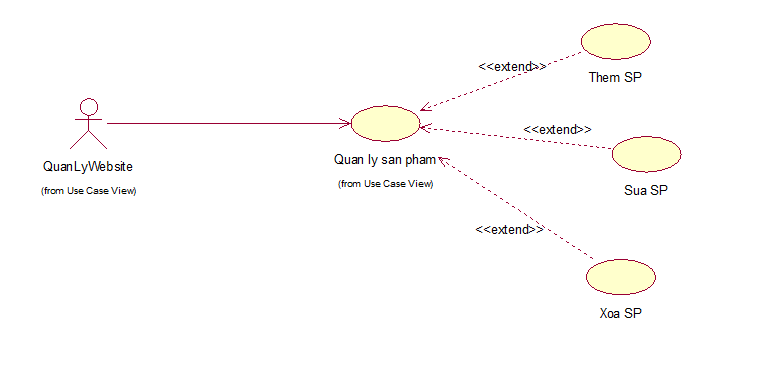 <<extend>>
Them SP
<<extend>>
QuanLyWebsite
(from Use Case View)
Quan ly san pham
(from Use Case View)
Sua SP
<<extend>>
Xoa SP